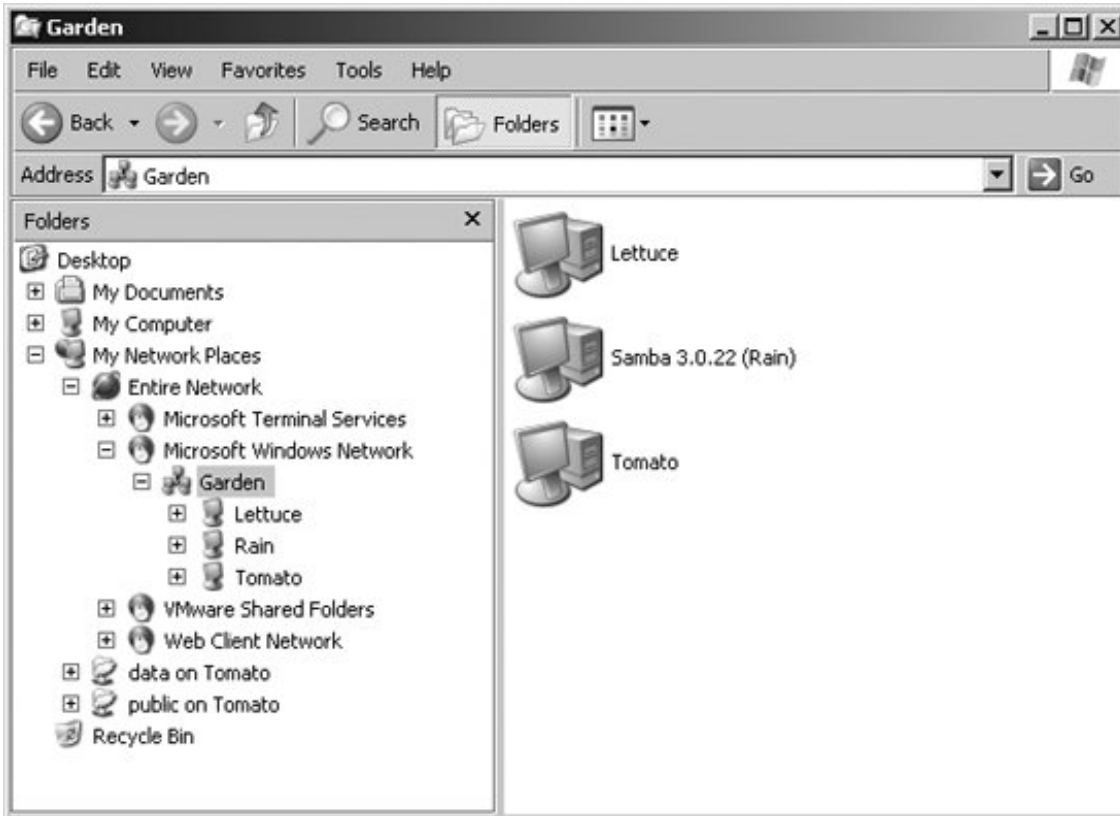 Garden
File Edit View Favorites Tools Help
Back Search Folders
Address Garden Go
Folders
Desktop
My Documents
My Computer
My Network Places
Entire Network
Microsoft Terminal Services
Microsoft Windows Network
Garden
Lettuce
Rain
Tomato
VMware Shared Folders
Web Client Network
data on Tomato
public on Tomato
Recycle Bin
Lettuce
Samba 3.0.22 (Rain)
Tomato